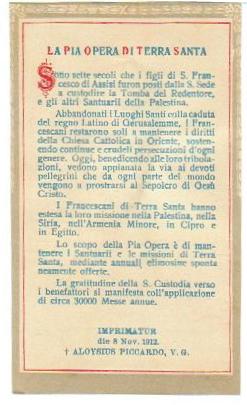 LA PIA OPERA DI TERRA SANTA
Sono sette secoli che i figli di S. Fran-
cesco di Assisi furon posti dalla S. Sede
a custodire la Tomba del Redentore,
e gli altri Santuarii della Palestina.
Abbandonati i Luoghi Santi colla caduta
del regno Latino di Gerusalemme, I Fran-
cescani restarono soli a mantenere i diritti
della Chiesa Cattolica in Oriente, sosten-
endo continue e crudeli persecuzioni d'ogni
genere. Oggi, benedicendo alle loro tribola-
zioni, vedono appianata la via ai devoti
pellegrini che da ogni parte del mondo
vengono a prostrarsi al Sepolcro di Gesù
Cristo.
I Francescani di Terra Santa hanno
estesa la loro missione nella Palestina, nella
Siria, nell'Armenia Minore, in Cipro e
in Egitto.
Lo scopo della Pia Opera è di man-
tenere i Santuarii e le missioni di Terra
Santa, mediante annuali elimosine sponta
neamente offerte.
La gratitudine della S. Custodia verso
i benefattori si manifesta coll'applicazione
di circa 30000 Messe annue.
IMPRIMATUR
die 8 Nov. 1912.
† ALOYSIUS PICCARDO, V. G.